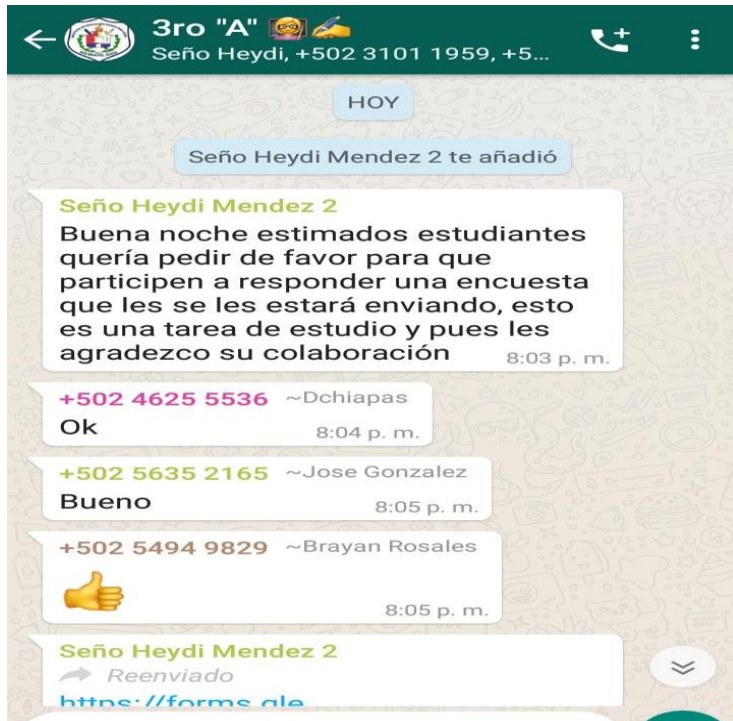 3ro "A" 👩‍🏫✍️
Seño Heydi, +502 3101 1959, +5...
HOY
Seño Heydi Mendez 2 te añadió
Seño Heydi Mendez 2
Buena noche estimados estudiantes
quería pedir de favor para que
participen a responder una encuesta
que les se les estará enviando, esto
es una tarea de estudio y pues les
agradezco su colaboración 8:03 p. m.
+502 4625 5536 ~Dchiapas
Ok 8:04 p. m.
+502 5635 2165 ~Jose Gonzalez
Bueno 8:05 p. m.
+502 5494 9829 ~Brayan Rosales
👍
8:05 p. m.
Seño Heydi Mendez 2
Reenviado
https://forms.gle